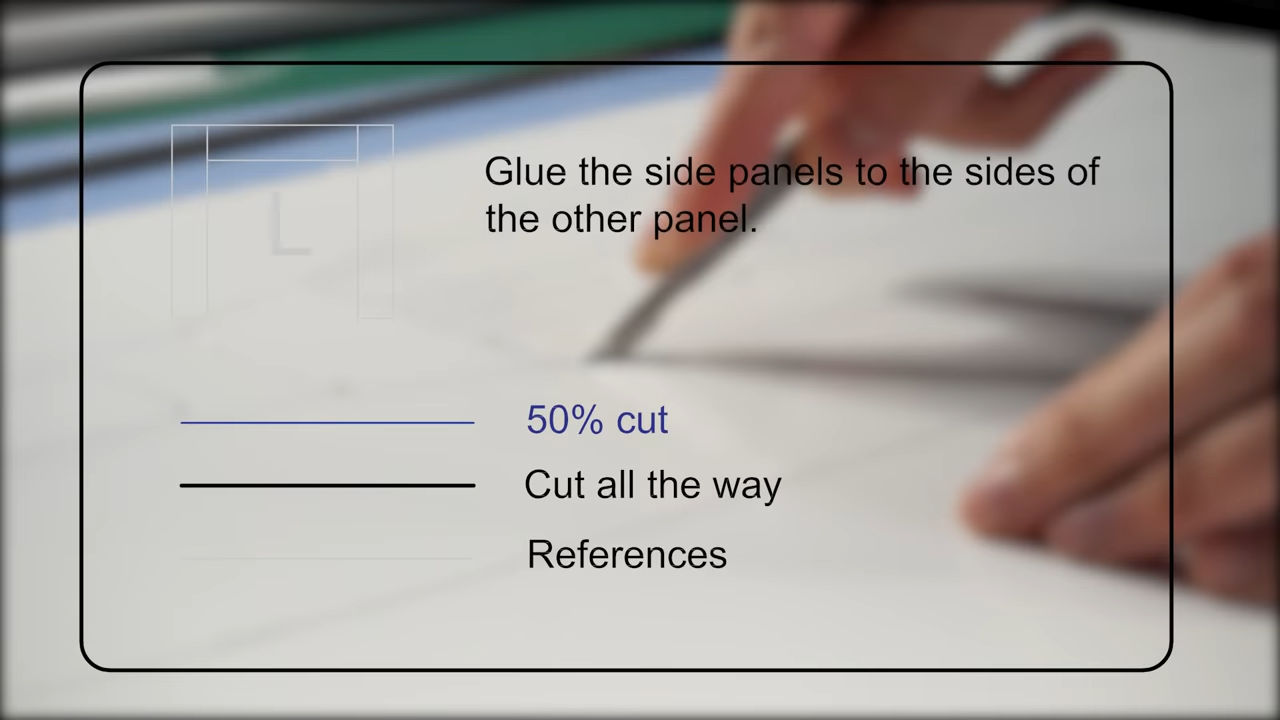 Glue the side panels to the sides of
the other panel.
L
50% cut
Cut all the way
References